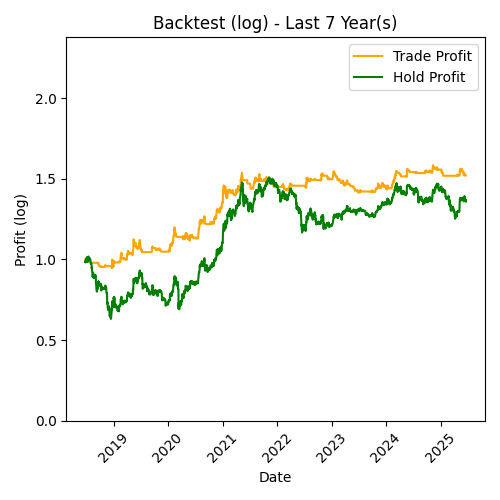 Backtest (log) - Last 7 Year(s)
Trade Profit
Hold Profit
Profit (log)
2.0
1.5
1.0
0.5
0.0
2019
2020
2021
2022
2023
2024
2025
Date